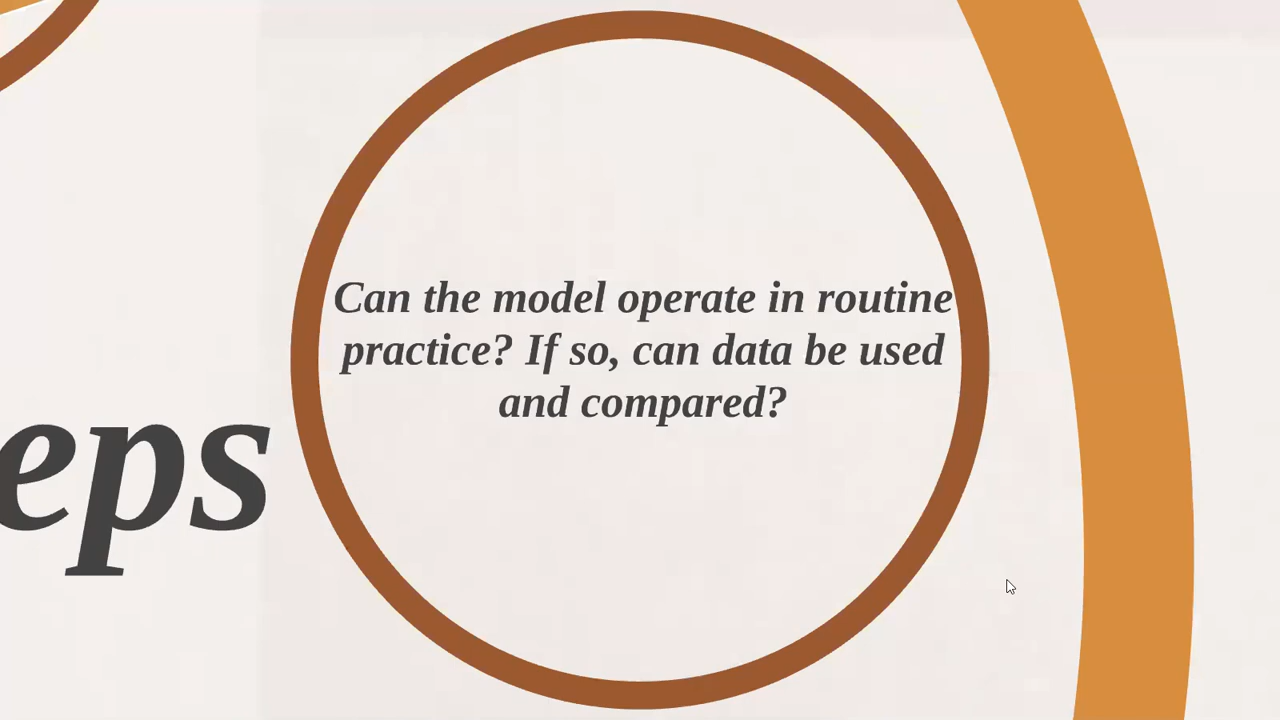 Can the model operate in routine
practice? If so, can data be used
and compared?
eps